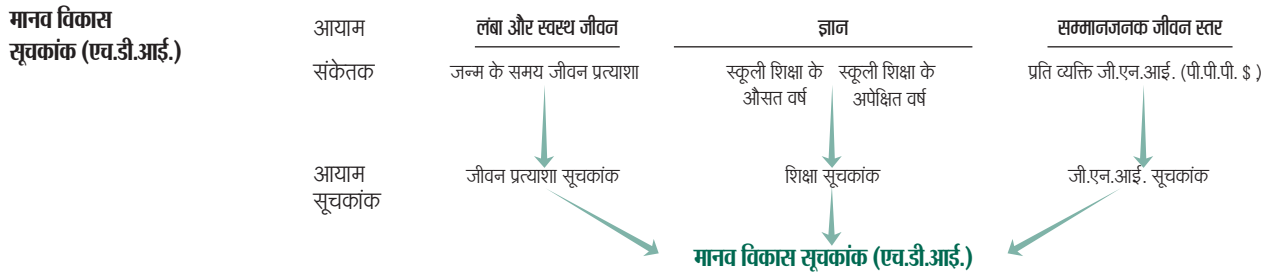 मानव विकास
सूचकांक (एच.डी.आई.)
आयाम
लंबा और स्वस्थ जीवन
ज्ञान
सम्मानजनक जीवन स्तर
संकेतक
जन्म के समय जीवन प्रत्याशा
स्कूली शिक्षा के
औसत वर्ष
स्कूली शिक्षा के
अपेक्षित वर्ष
प्रति व्यक्ति जी.एन.आई. (पी.पी.पी. $ )
आयाम
सूचकांक
जीवन प्रत्याशा सूचकांक
शिक्षा सूचकांक
जी.एन.आई. सूचकांक
मानव विकास सूचकांक (एच.डी.आई.)